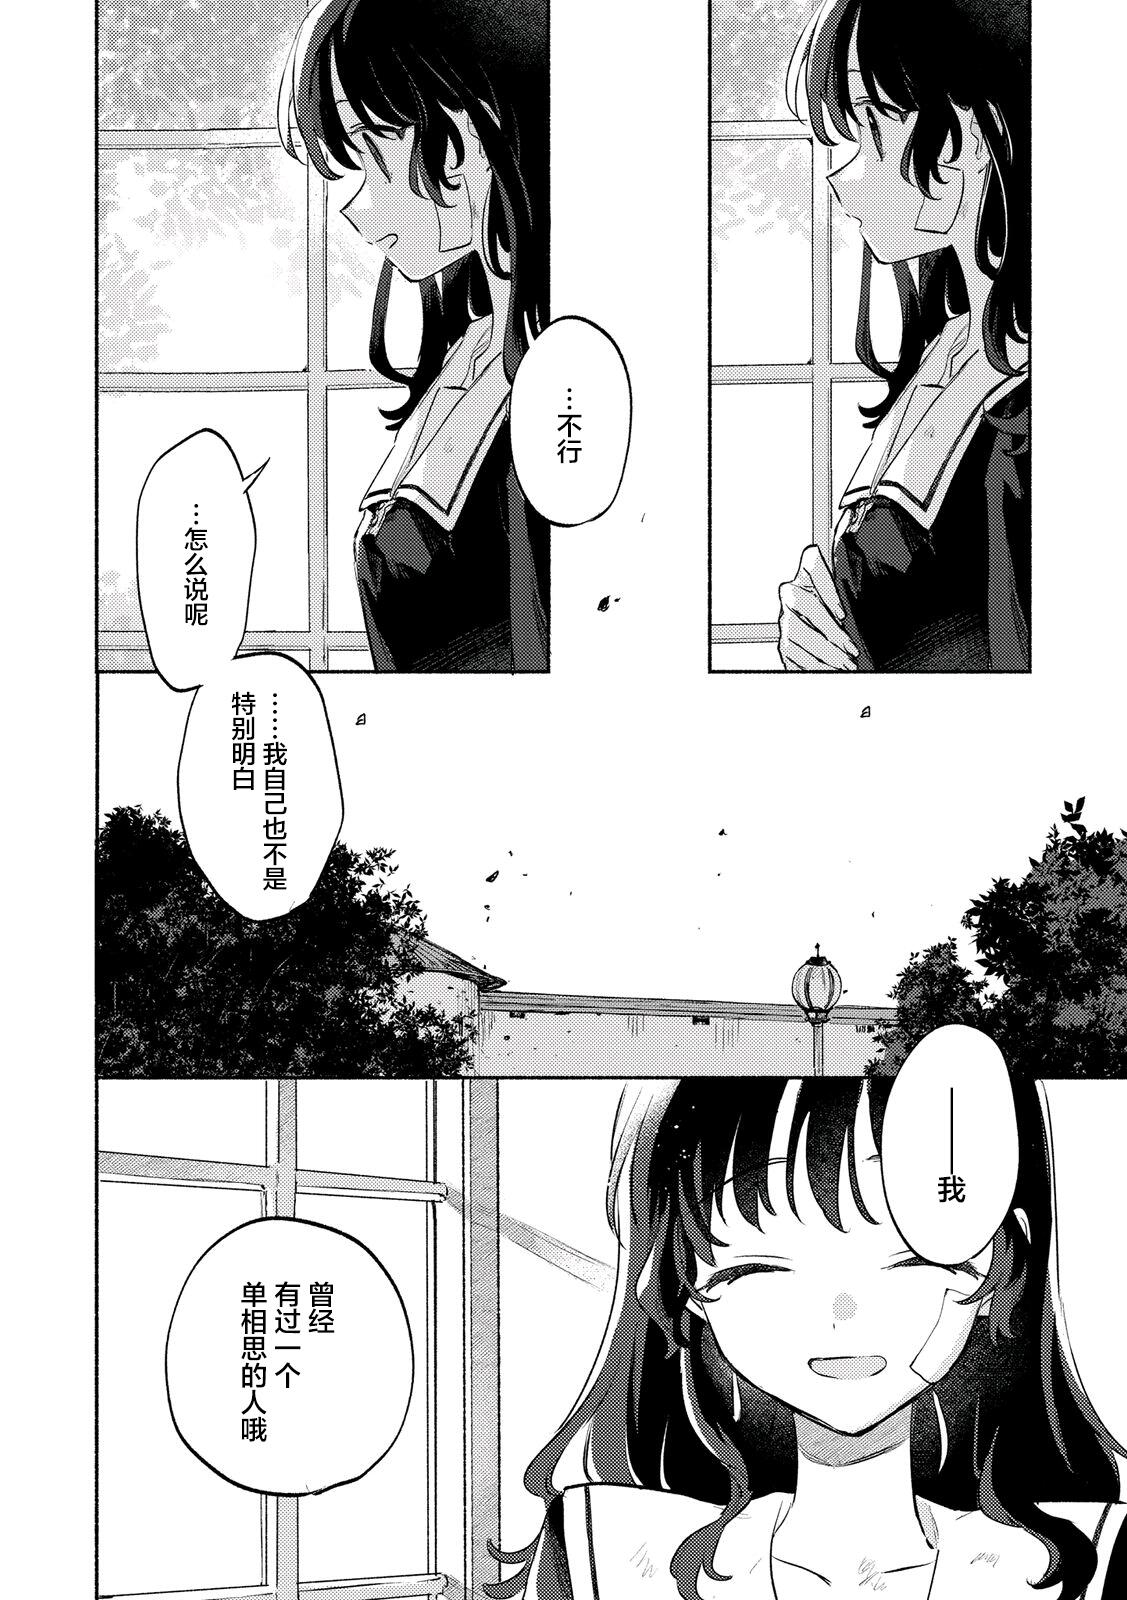 …不行
…怎么说呢
……我自己也不是
特别明白
——我
曾经
有过一个
单相思的人哦